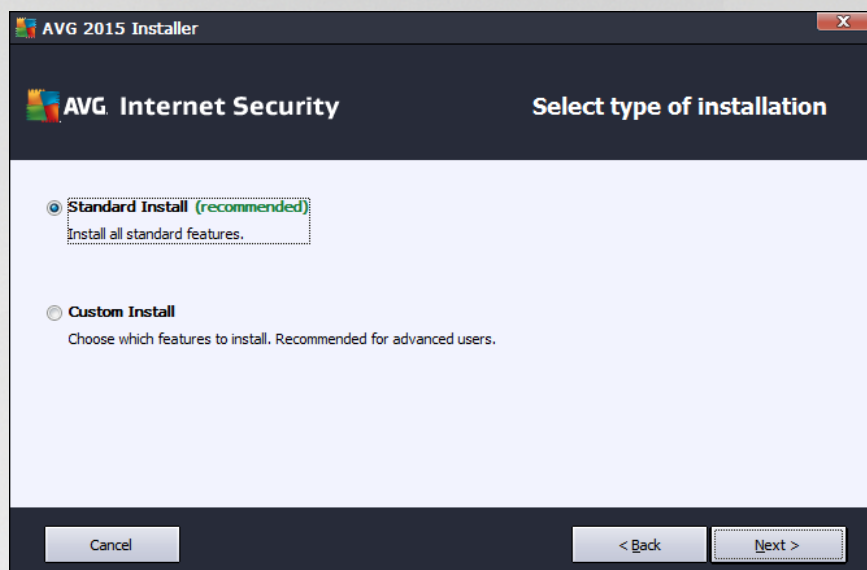 AVG 2015 Installer
AVG. Internet Security
Select type of installation
Standard Install (recommended)
Install all standard features.
Custom Install
Choose which features to install. Recommended for advanced users.
Cancel
< Back
Next >